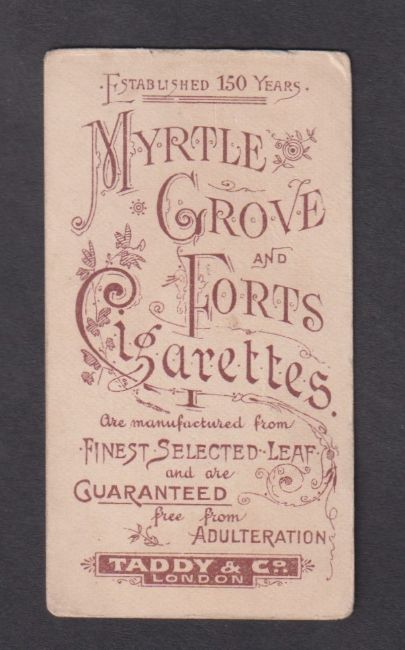 ·ESTABLISHED 150 YEARS·
MYRTLE
GROVE
AND
FORTS
Cigarettes.
Are manufactured from
·FINEST SELECTED LEAF·
and are
GUARANTEED
free from
ADULTERATION
TADDY & Co.
LONDON